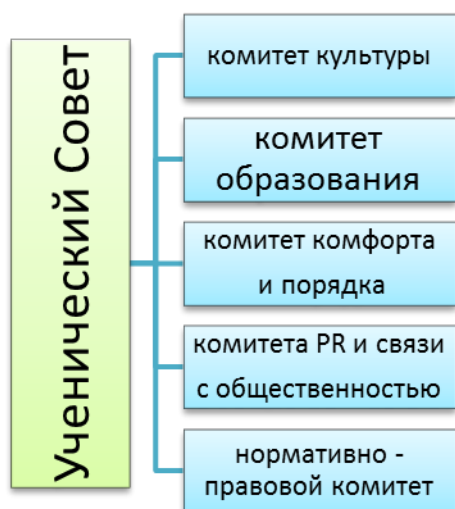 Ученический Совет
комитет культуры
комитет
образования
комитет комфорта
и порядка
комитета PR и связи
с общественностью
нормативно -
правовой комитет